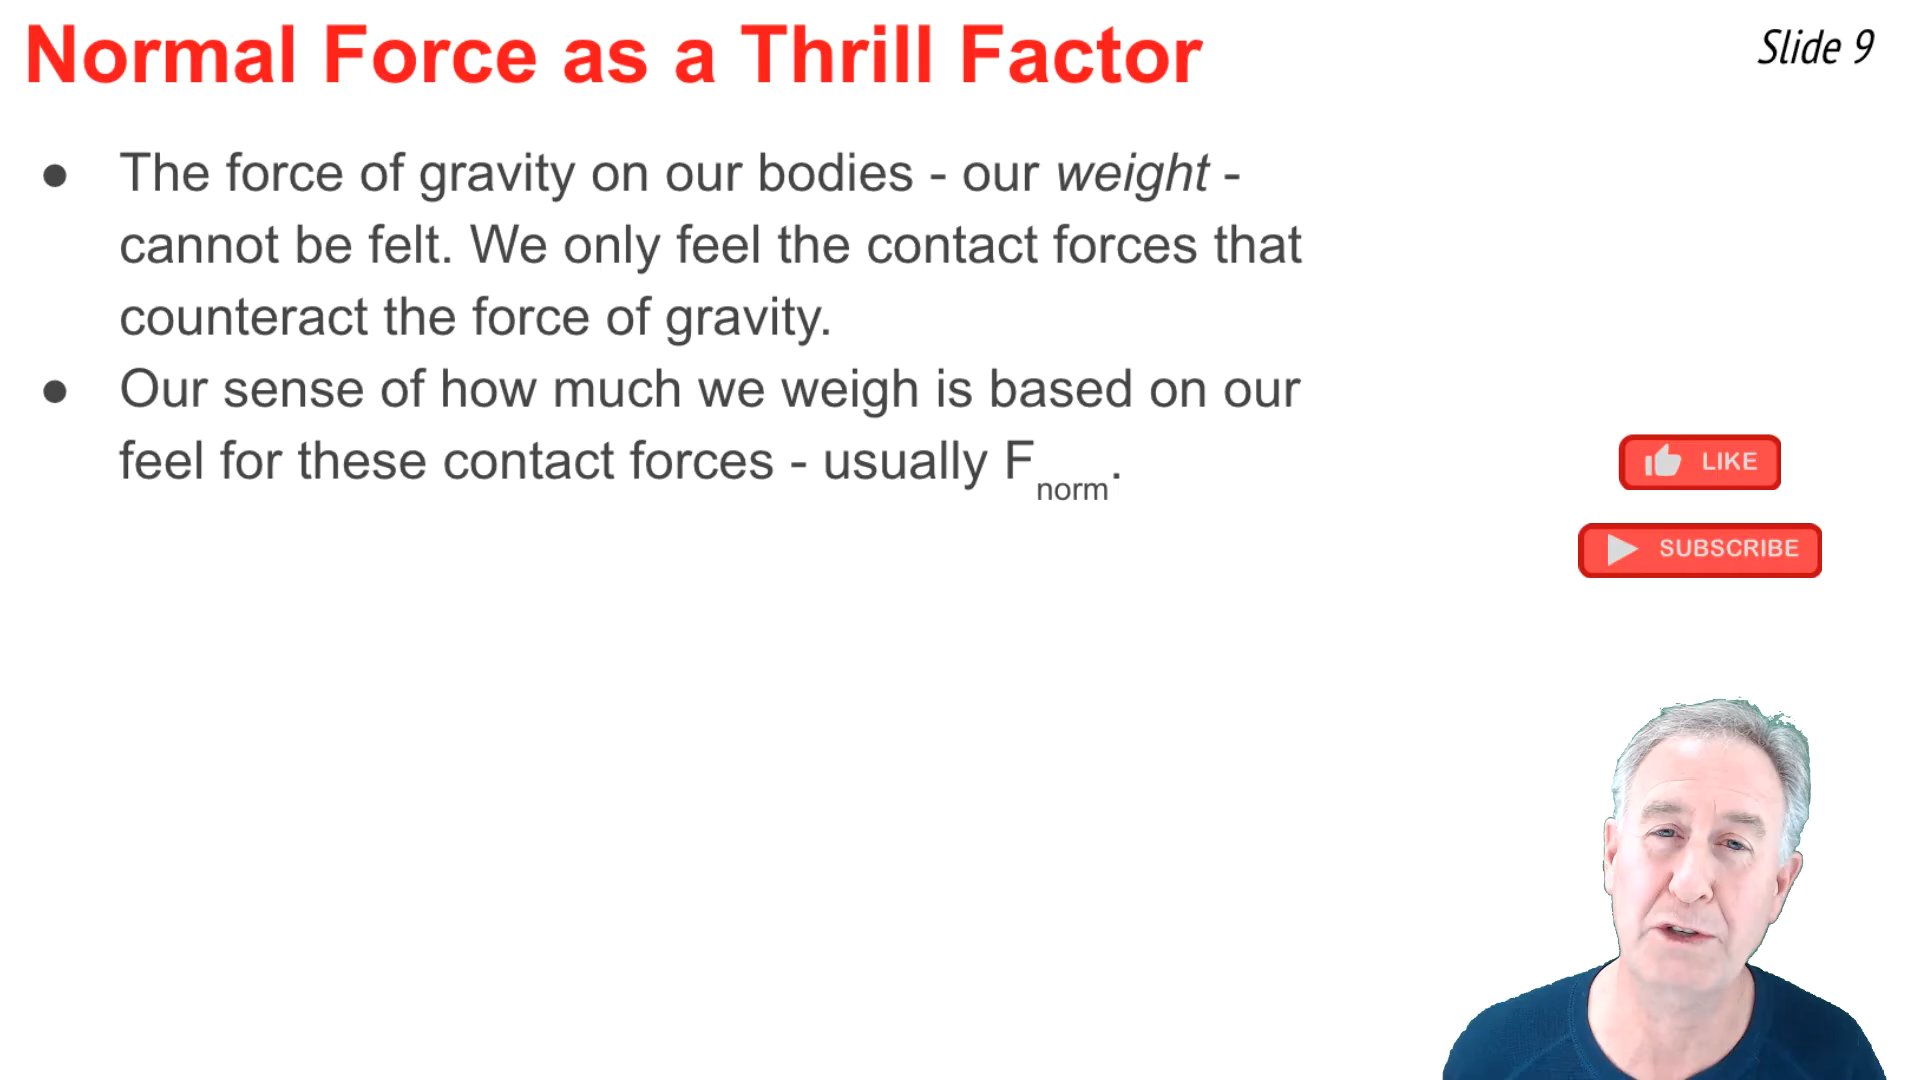 Normal Force as a Thrill Factor
Slide 9
● The force of gravity on our bodies - our weight -
cannot be felt. We only feel the contact forces that
counteract the force of gravity.
● Our sense of how much we weigh is based on our
feel for these contact forces - usually Fnorm.
LIKE
SUBSCRIBE